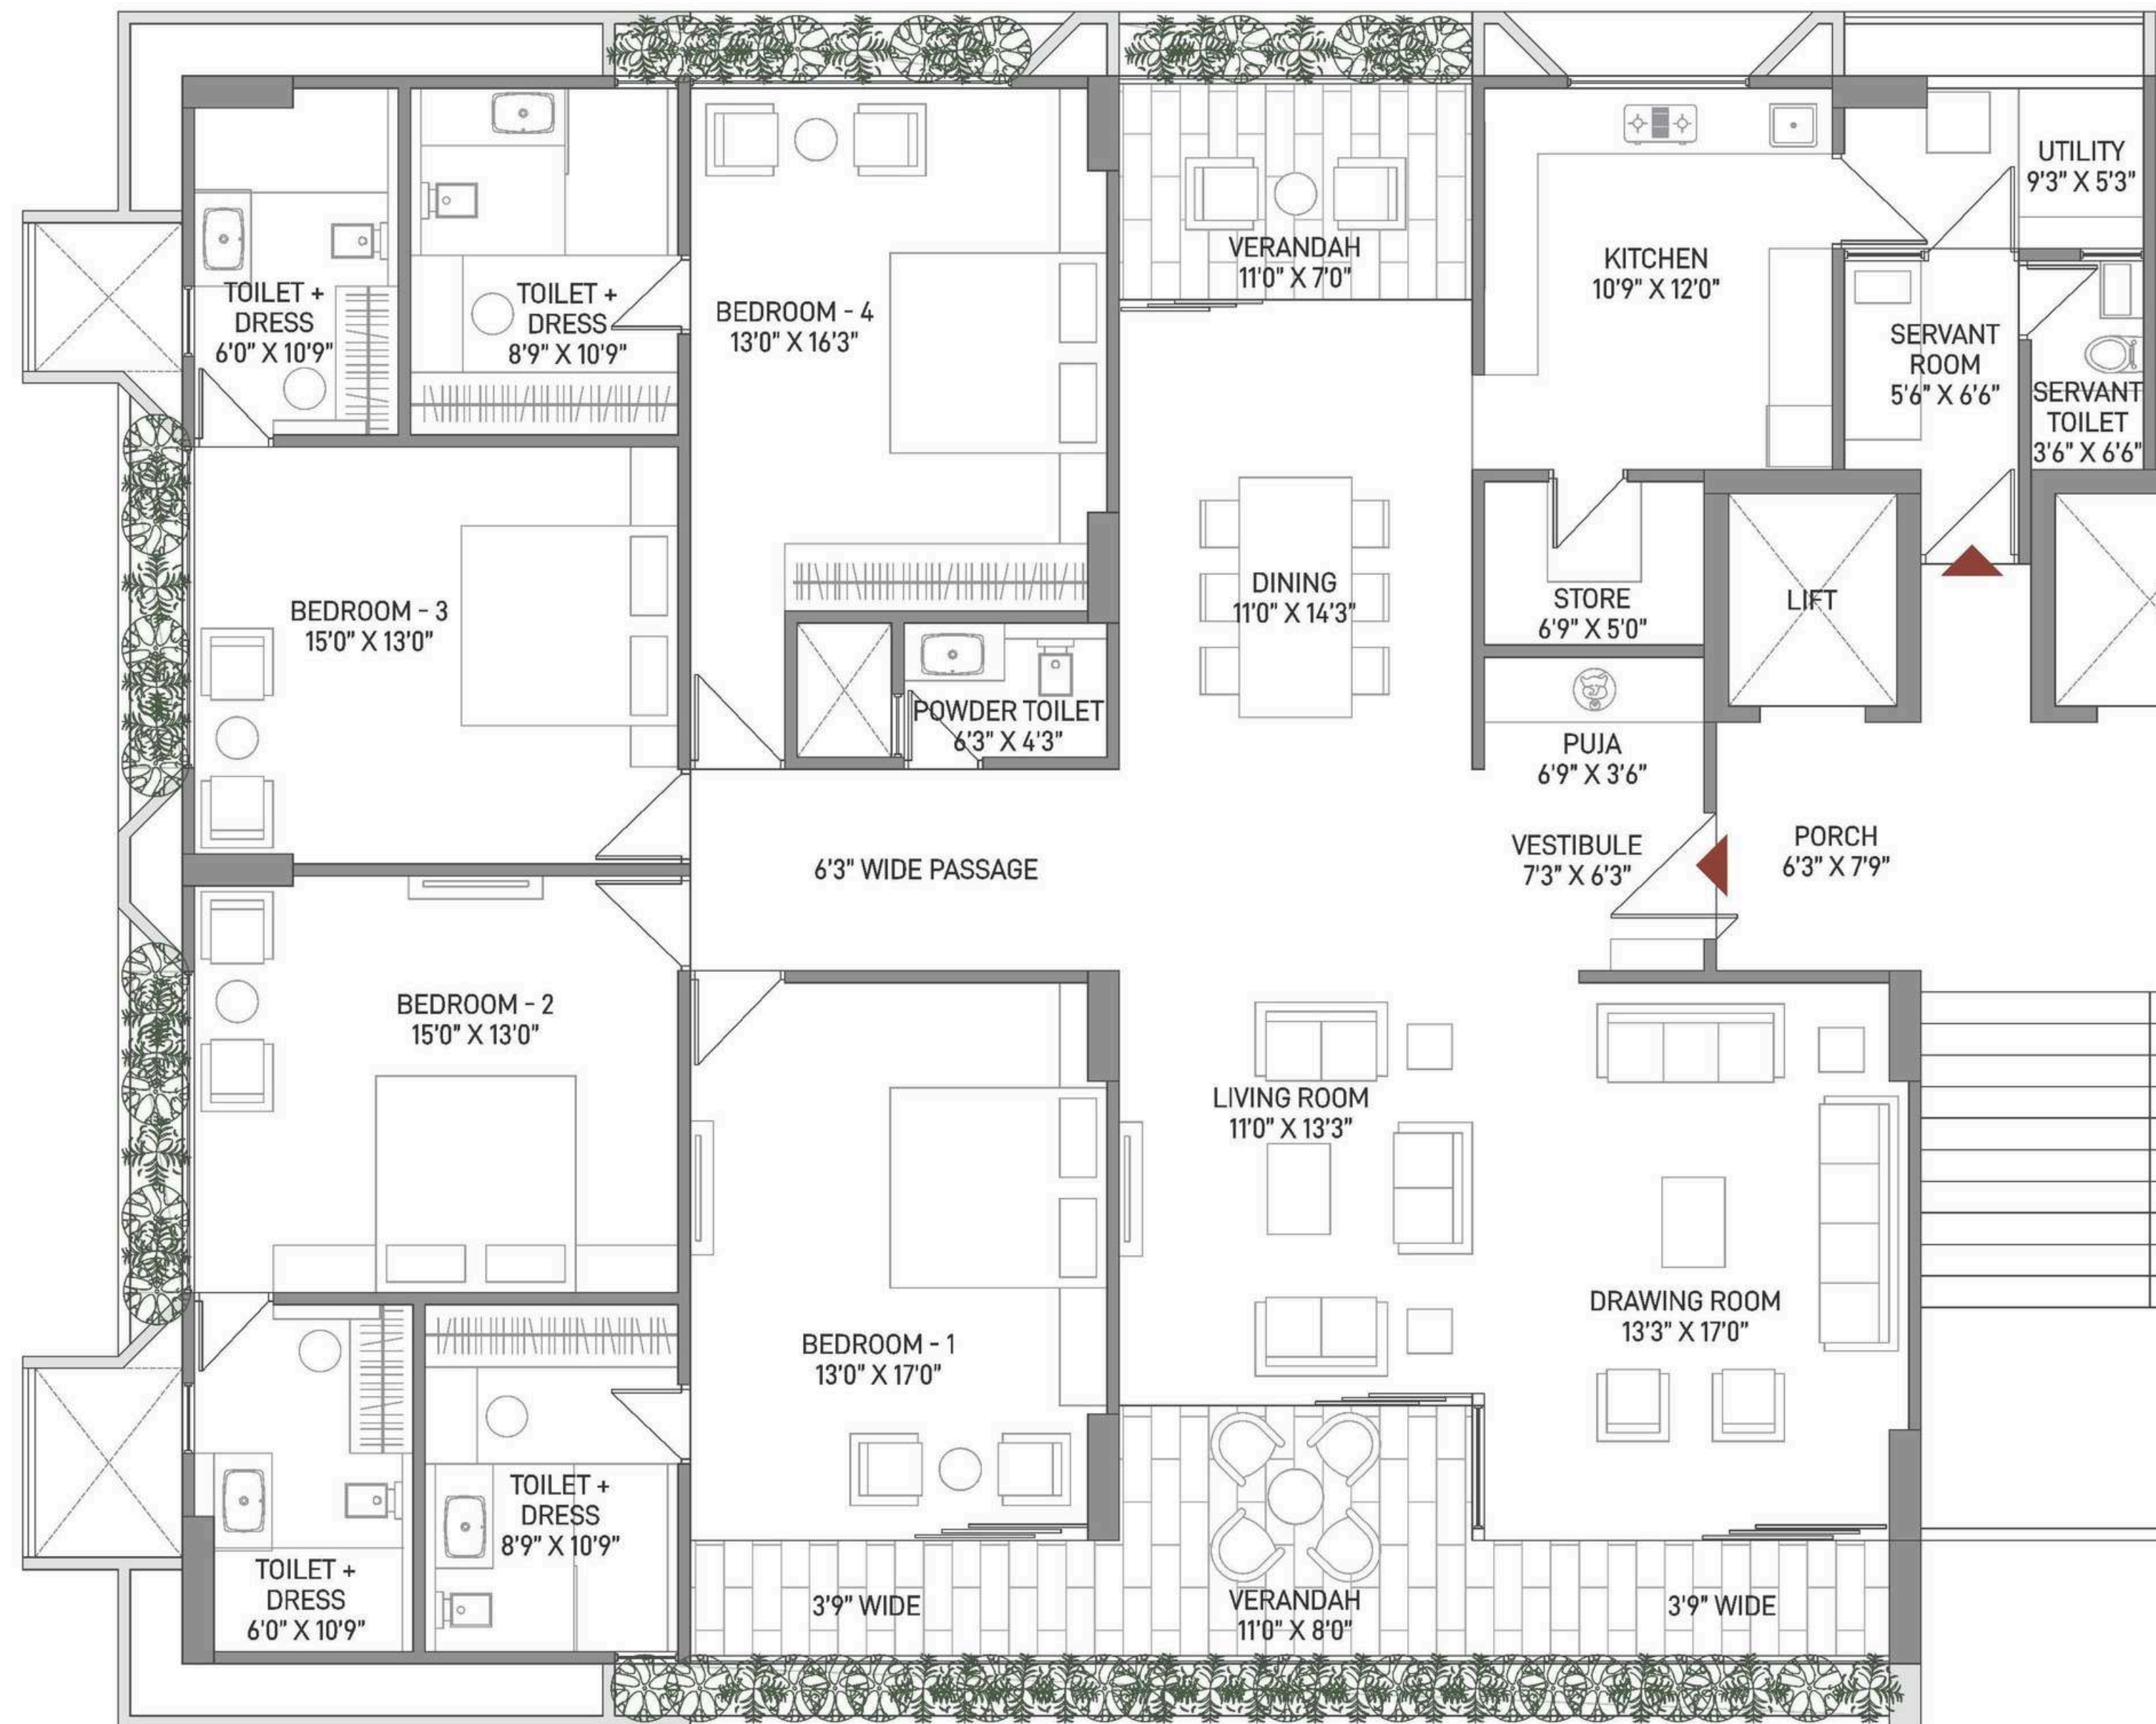 UTILITY
9'3" X 5'3"
VERANDAH
11'0" X 7'0"
KITCHEN
10'9" X 12'0"
TOILET +
DRESS
6'0" X 10'9"
TOILET +
DRESS
8'9" X 10'9"
BEDROOM - 4
13'0" X 16'3"
SERVANT
ROOM
5'6" X 6'6"
SERVANT
TOILET
3'6" X 6'6"
BEDROOM - 3
15'0" X 13'0"
DINING
11'0" X 14'3"
STORE
6'9" X 5'0"
LIFT
POWDER TOILET
6'3" X 4'3"
PUJA
6'9" X 3'6"
6'3" WIDE PASSAGE
VESTIBULE
7'3" X 6'3"
PORCH
6'3" X 7'9"
BEDROOM - 2
15'0" X 13'0"
LIVING ROOM
11'0" X 13'3"
DRAWING ROOM
13'3" X 17'0"
BEDROOM - 1
13'0" X 17'0"
TOILET +
DRESS
8'9" X 10'9"
TOILET +
DRESS
6'0" X 10'9"
3'9" WIDE
VERANDAH
11'0" X 8'0"
3'9" WIDE